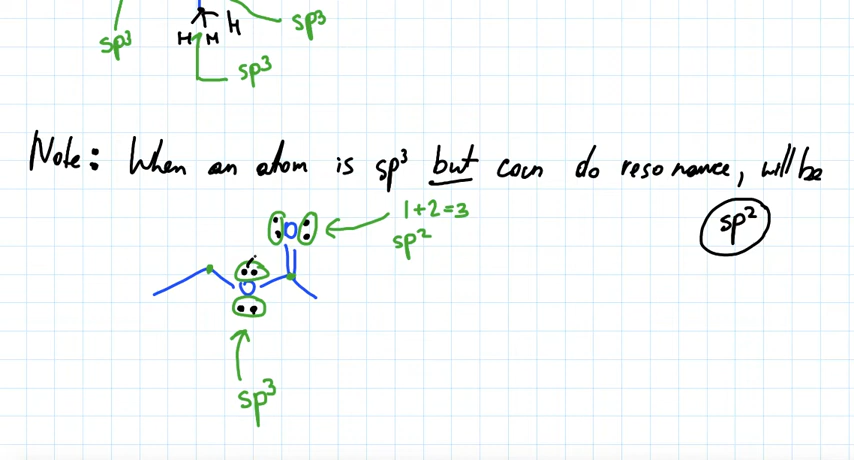 sp³
H H H
sp³
sp³
Note: When an atom is sp³ but can do resonance, will be
sp²
O
1+2=3
sp²
O
sp³